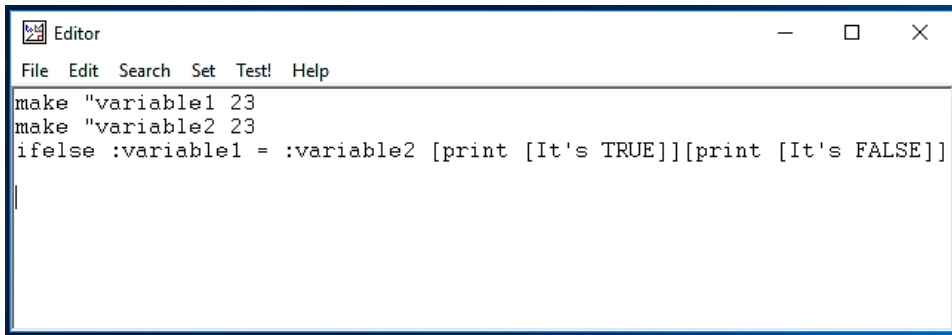 Editor
File Edit Search Set Test! Help
make "variable1 23
make "variable2 23
ifelse :variable1 = :variable2 [print [It's TRUE]][print [It's FALSE]]